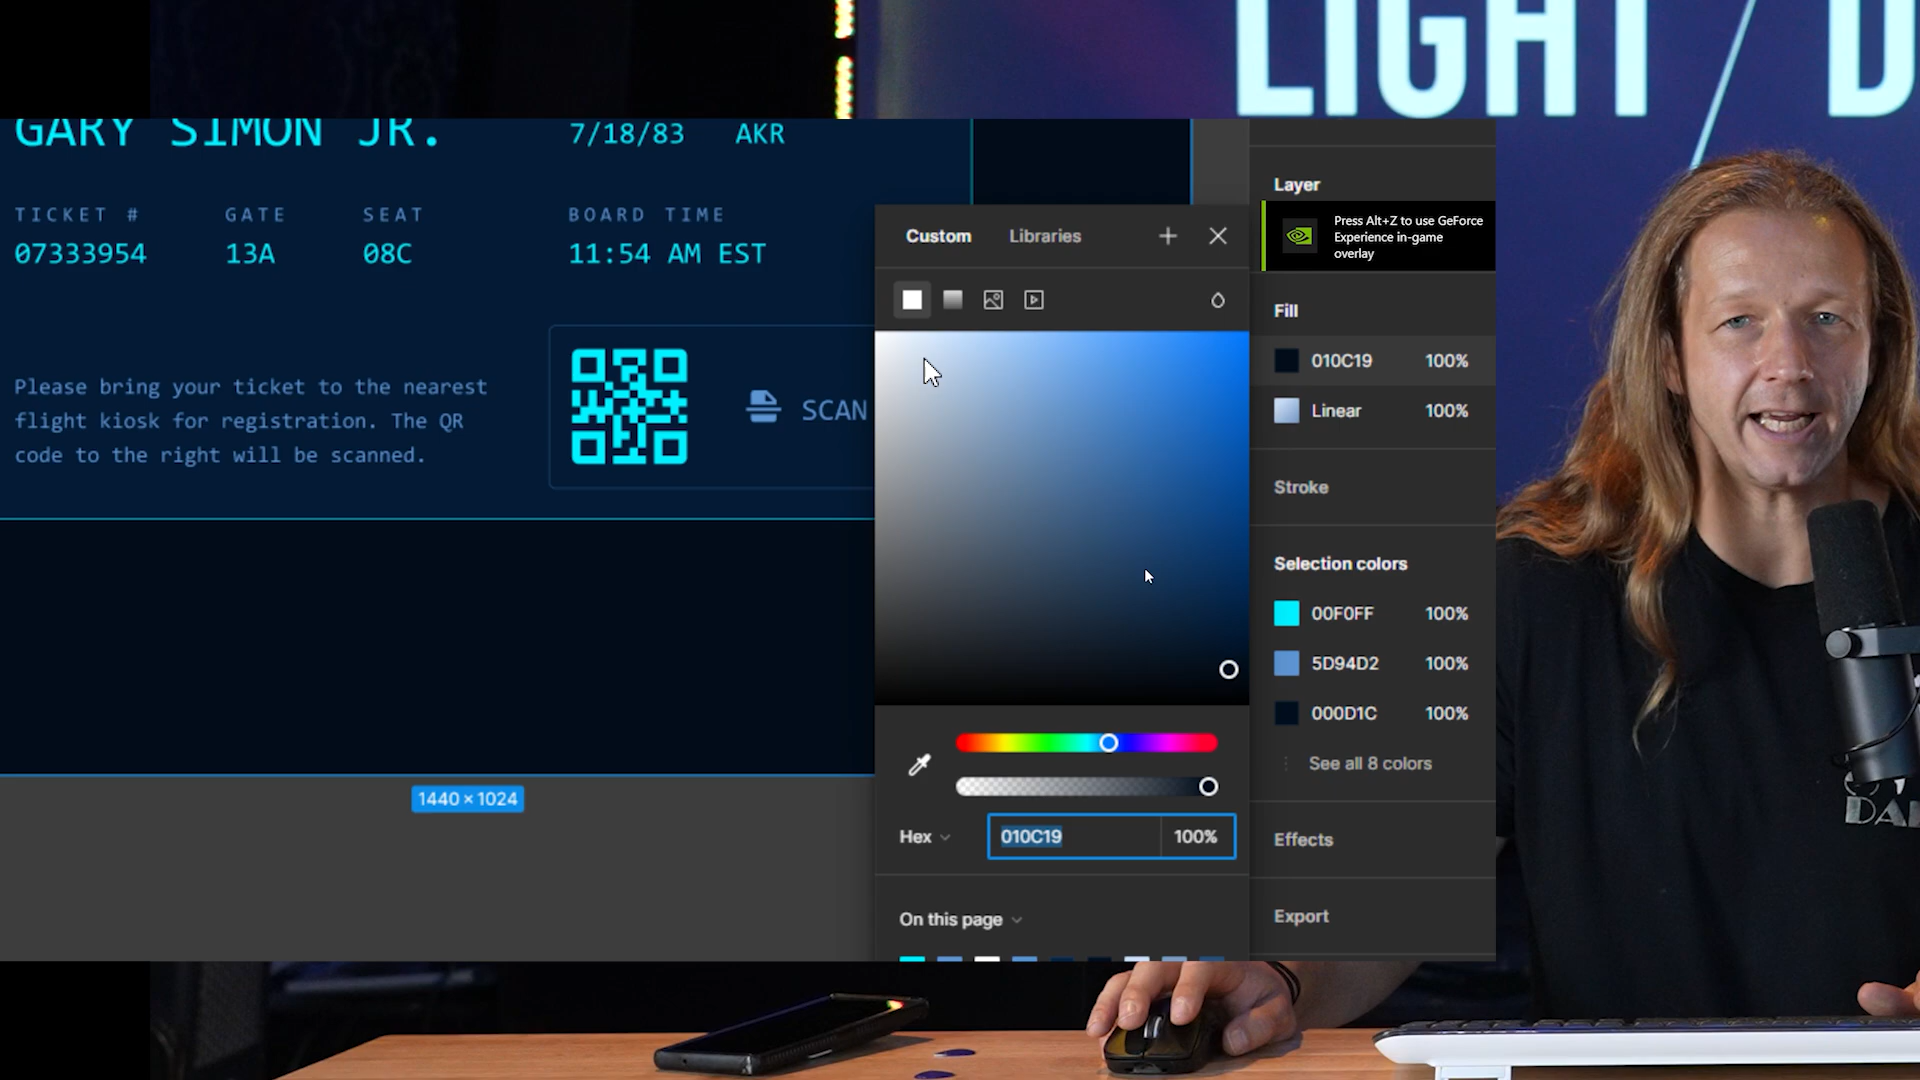 LIGHT / D
GARY SIMON JR.
7/18/83 AKR
TICKET # GATE SEAT BOARD TIME
07333954 13A 08C 11:54 AM EST
Please bring your ticket to the nearest
flight kiosk for registration. The QR
code to the right will be scanned.
SCAN
1440 × 1024
Custom Libraries
Hex 010C19 100%
On this page
Layer
Press Alt+Z to use GeForce
Experience in-game
overlay
Fill
010C19 100%
Linear 100%
Stroke
Selection colors
00F0FF 100%
5D94D2 100%
000D1C 100%
See all 8 colors
Effects
Export
DA